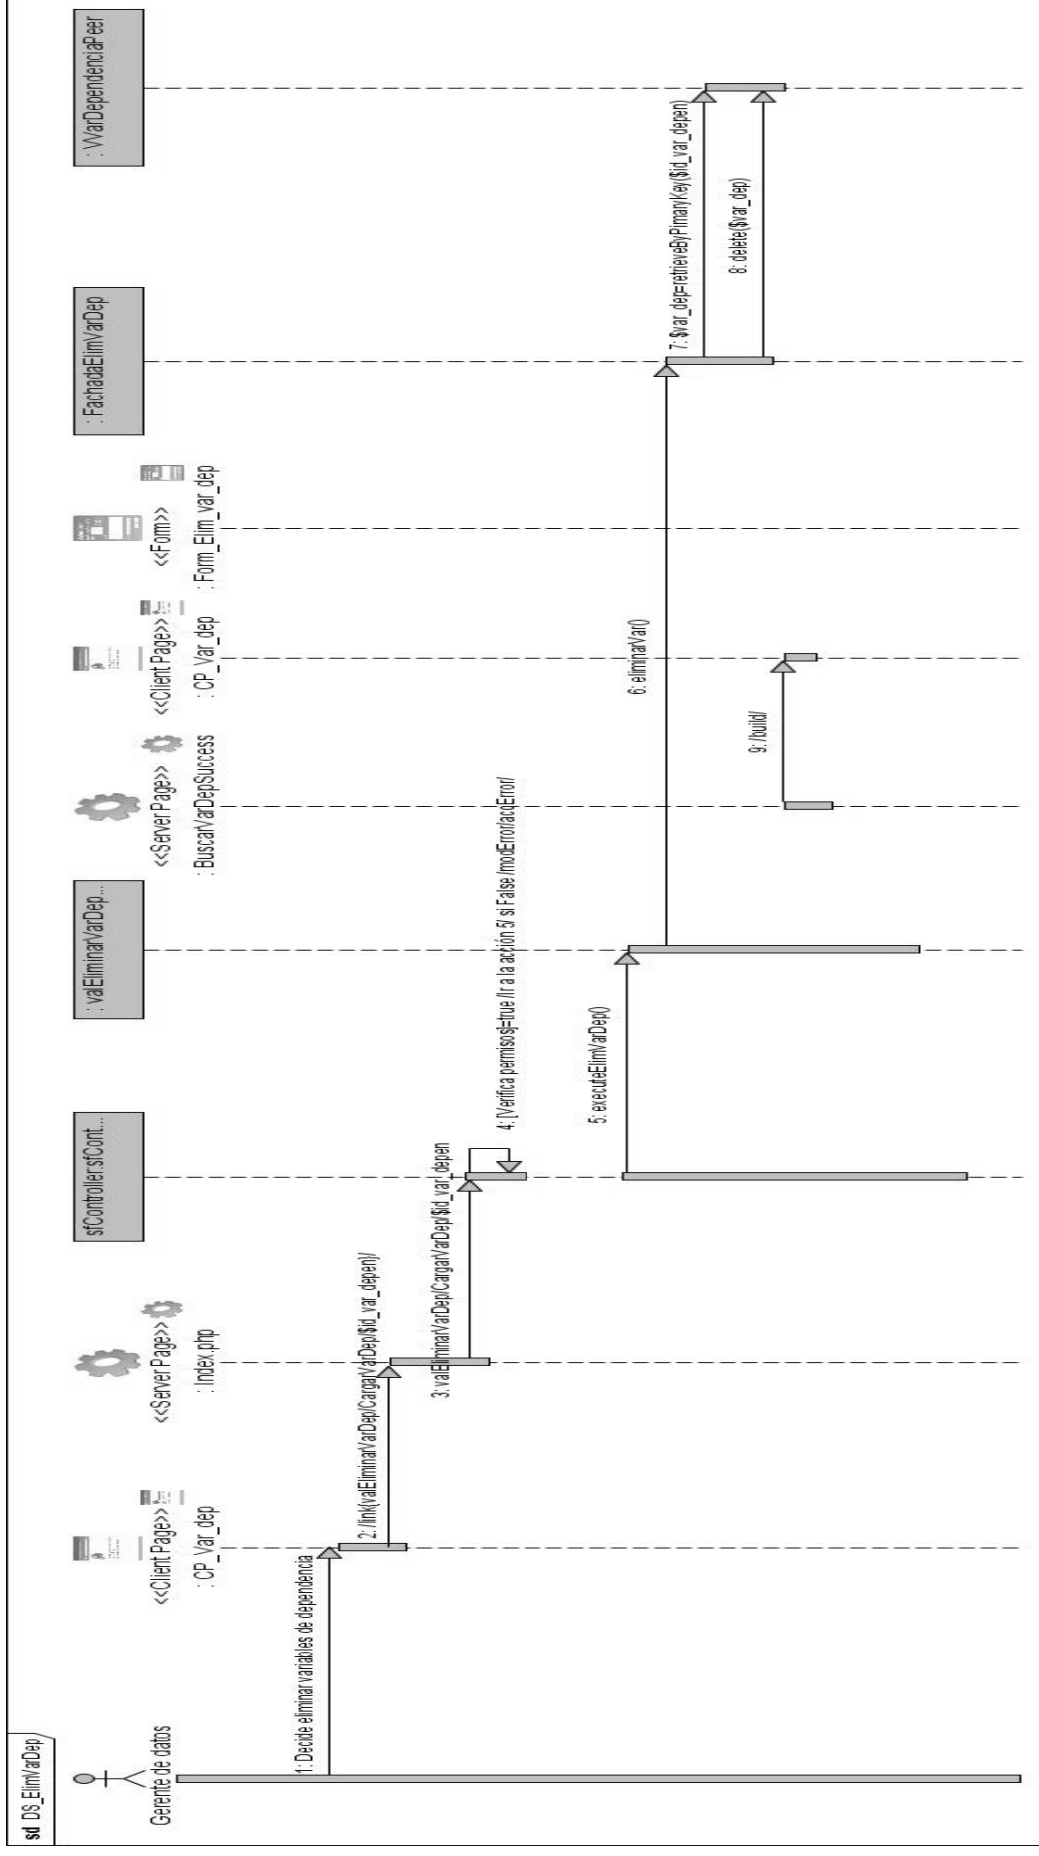 sd DS_ElimVarDep
Gerente de datos
<<Client Page>>
: CP_Var_dep
<<Server Page>>
: Index.php
sfController:sfCont...
: valEliminarVarDep...
<<Server Page>>
: BuscarVarDepSuccess
<<Client Page>>
: CP_Var_dep
<<Form>>
: Form_Elim_var_dep
: FachadaElimVarDep
: VVarDependenciaPeer
1: Decide eliminar variables de dependencia
2: /link(valEliminarVarDep/CargarVarDep/$id_var_depen)/
3: valEliminarVarDep/CargarVarDep/$id_var_depen
4: [Verifica permisos]=true /Ir a la acción 5/ si False /modError/accError/
5: executeElimVarDep()
6: eliminarVar()
7: $var_dep=retrieveByPimaryKey($id_var_depen)
8: delete($var_dep)
9: /build/